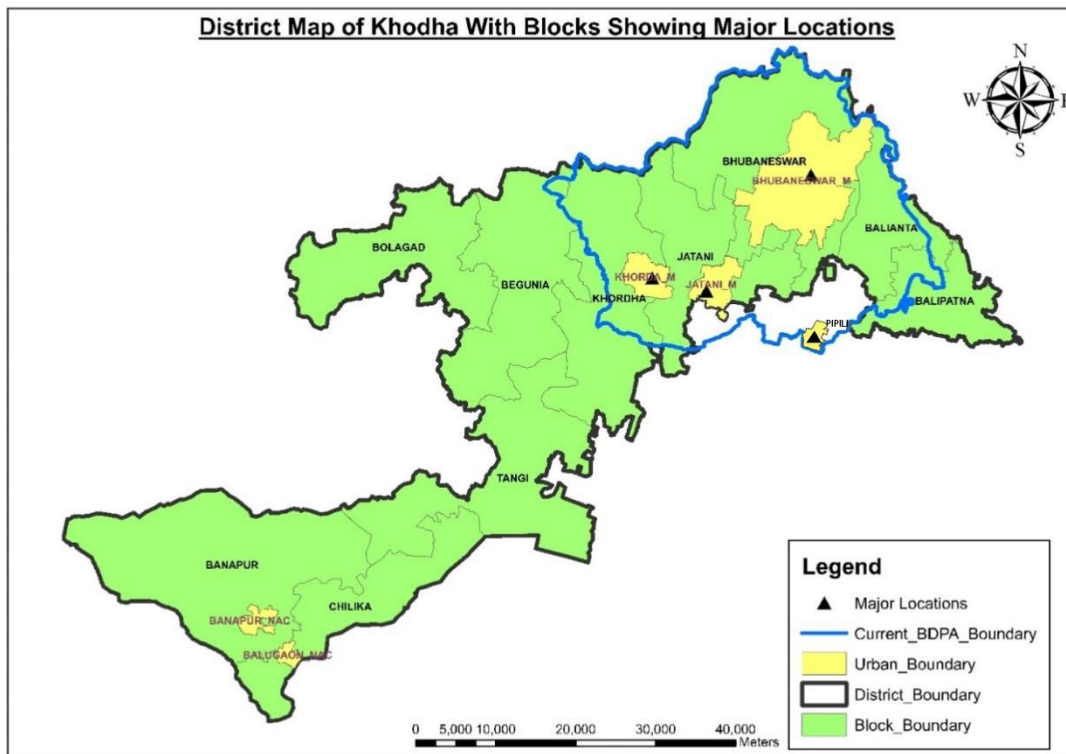 District Map of Khodha With Blocks Showing Major Locations
N
W E
S
BHUBANESWAR
BHUBANESWAR_M
BALIANTA
BOLAGAD
JATANI
BEGUNIA
KHORDA_M
JATANI_M
KHORDHA
BALIPATNA
PIPILI
TANGI
BANAPUR
CHILIKA
BANAPUR_NAC
BALUGAON_NAC
Legend
Major Locations
Current_BDPA_Boundary
Urban_Boundary
District_Boundary
Block_Boundary
0 5,000 10,000 20,000 30,000 40,000
Meters